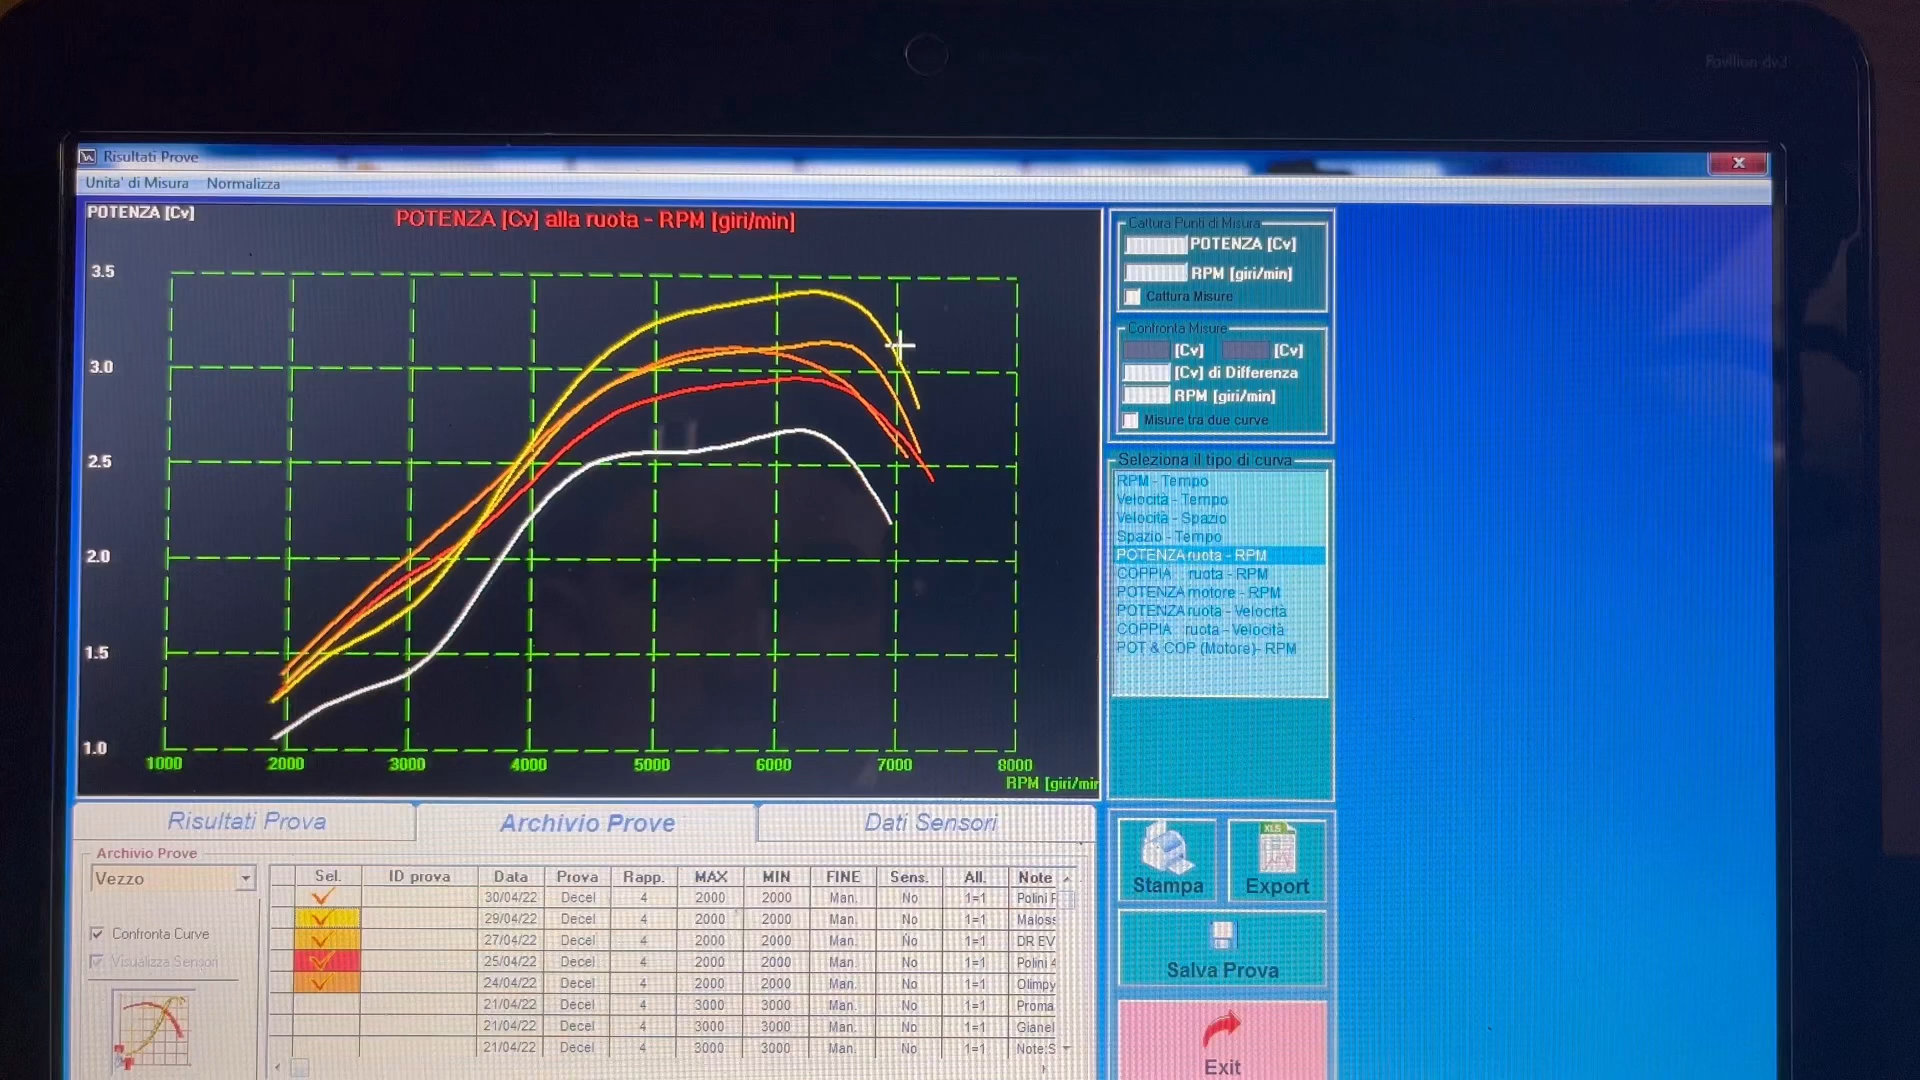 Pavilion dv3
Risultati Prove
X
Unita' di Misura Normalizza
POTENZA [Cv]
POTENZA [Cv] alla ruota - RPM [giri/min]
3.5
3.0
2.5
2.0
1.5
1.0
1000 2000 3000 4000 5000 6000 7000 8000
RPM [giri/min
Cattura Punti di Misura
POTENZA [Cv]
RPM [giri/min]
Cattura Misure
Confronta Misure
[Cv] [Cv]
[Cv] di Differenza
RPM [giri/min]
Misure tra due curve
Seleziona il tipo di curva
RPM - Tempo
Velocità - Tempo
Velocità - Spazio
Spazio - Tempo
POTENZA ruota - RPM
COPPIA ruota - RPM
POTENZA motore - RPM
POTENZA ruota - Velocità
COPPIA ruota - Velocità
POT & COP (Motore)- RPM
Risultati Prova Archivio Prove Dati Sensori
Archivio Prove
Vezzo
Confronta Curve
Visualizza Sensori
Sel. ID prova Data Prova Rapp. MAX MIN FINE Sens. All. Note
30/04/22 Decel 4 2000 2000 Man. No 1=1 Polini F
29/04/22 Decel 4 2000 2000 Man. No 1=1 Maloss
27/04/22 Decel 4 2000 2000 Man. No 1=1 DR EV
25/04/22 Decel 4 2000 2000 Man. No 1=1 Polini 4
24/04/22 Decel 4 2000 2000 Man. No 1=1 Olimpy
21/04/22 Decel 4 3000 3000 Man. No 1=1 Proma
21/04/22 Decel 4 3000 3000 Man. No 1=1 Gianel
21/04/22 Decel 4 3000 3000 Man. No 1=1 Note:S
Stampa
XLS
Export
Salva Prova
Exit